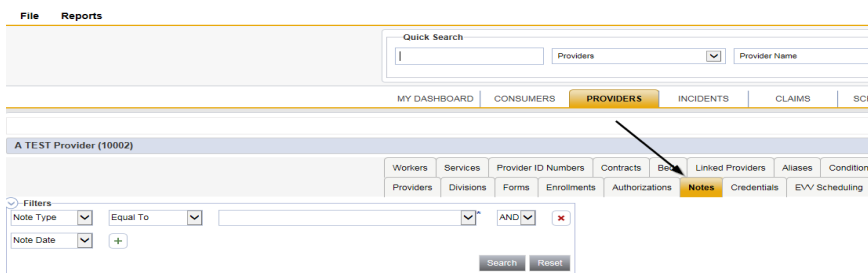 File Reports
Quick Search
Providers Provider Name
MY DASHBOARD CONSUMERS PROVIDERS INCIDENTS CLAIMS
A TEST Provider (10002)
Workers Services Provider ID Numbers Contracts Linked Providers Aliases
Providers Divisions Forms Enrollments Authorizations Notes Credentials EVV Scheduling
Filters
Note Type Equal To * AND
Note Date
Search Reset